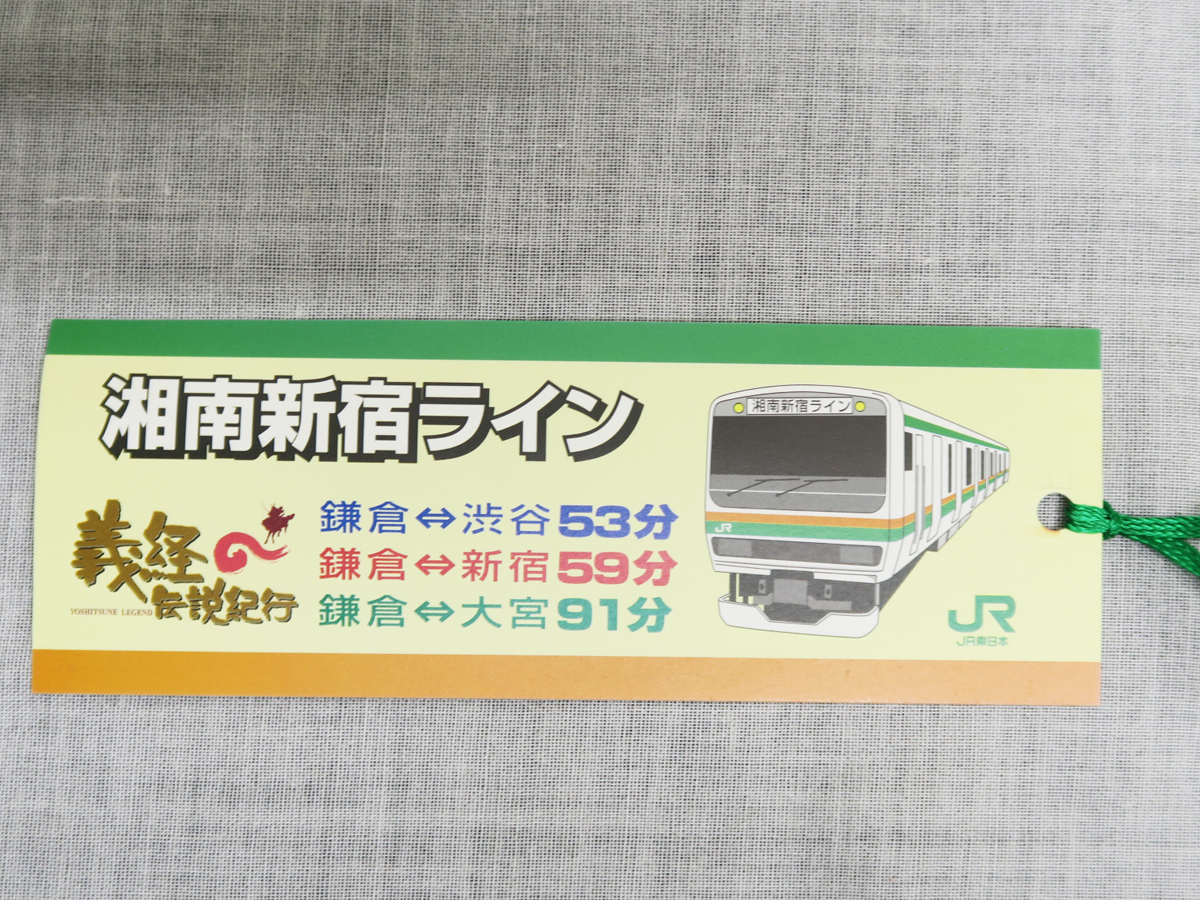 湘南新宿ライン
湘南新宿ライン
義経
YOSHITSUNE LEGEND
伝説紀行
鎌倉⇔渋谷53分
鎌倉⇔新宿59分
鎌倉⇔大宮91分
JR
JR
JR東日本